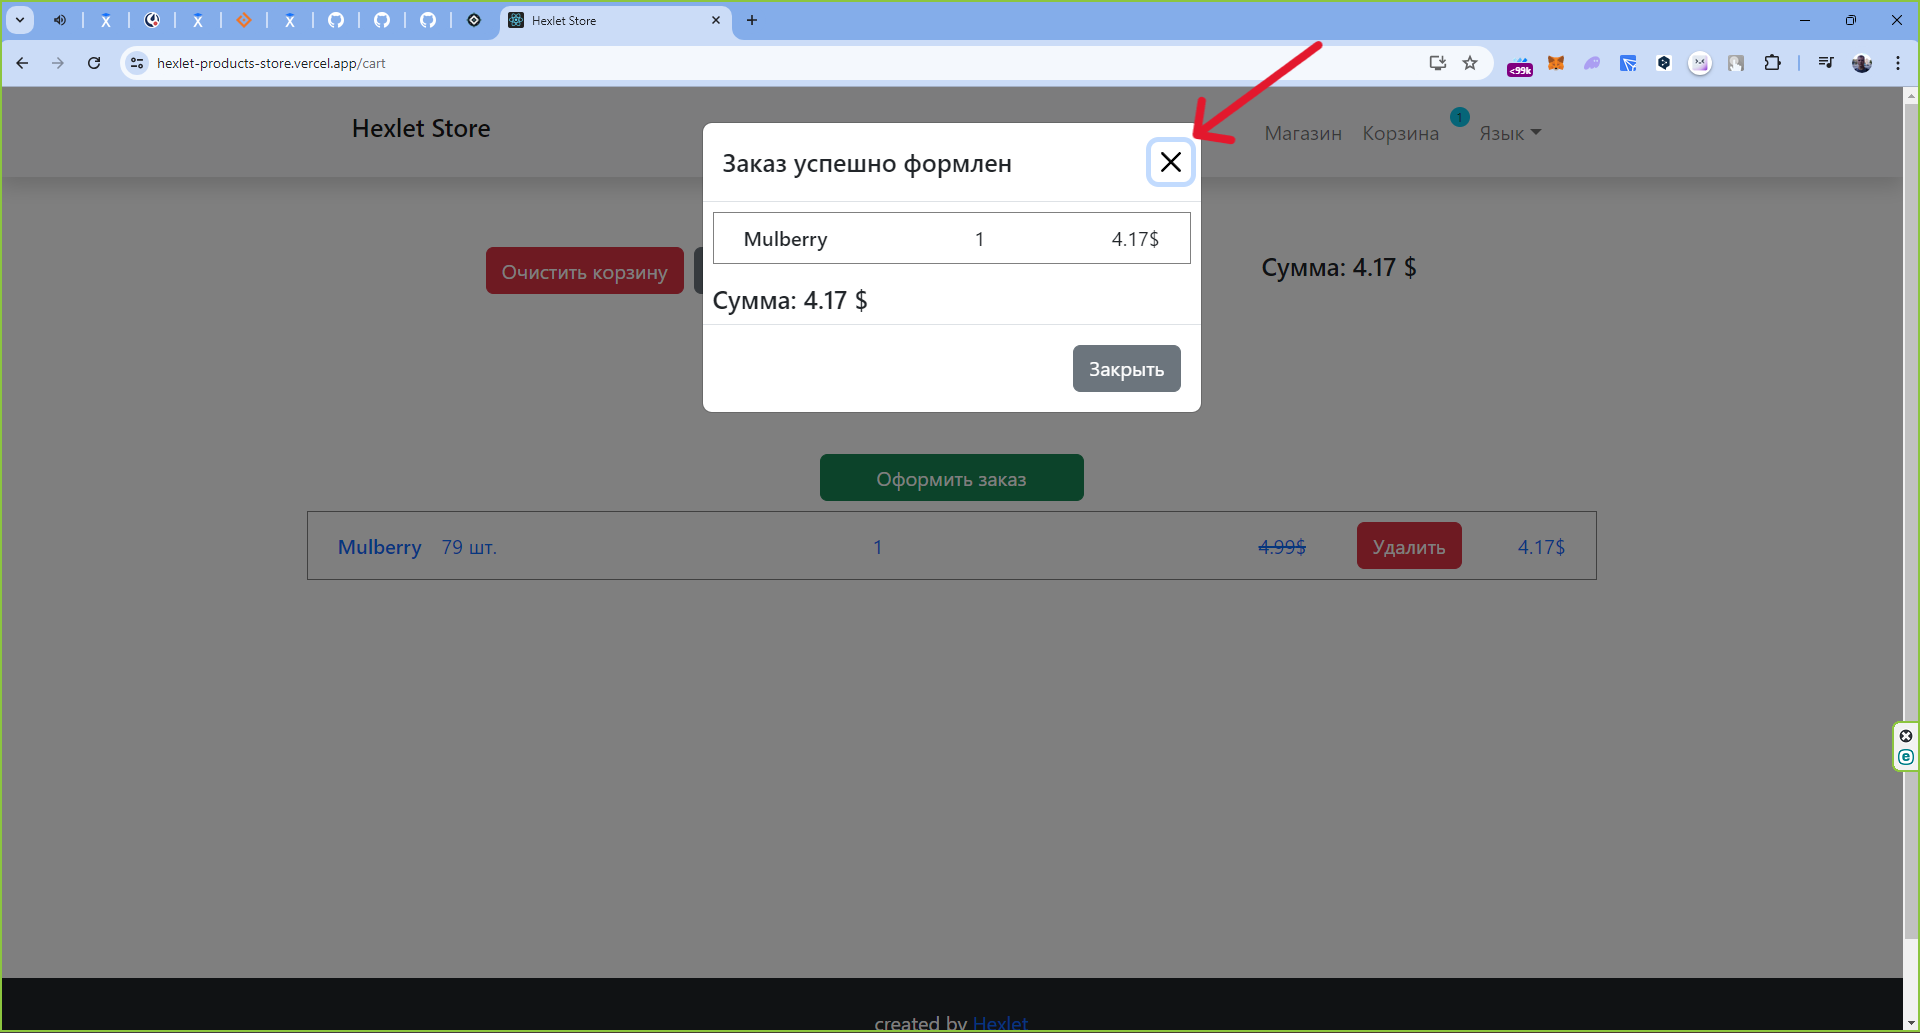 Hexlet Store
hexlet-products-store.vercel.app/cart
<99k
Hexlet Store
Магазин Корзина 1 Язык
Заказ успешно формлен
Mulberry 1 4.17$
Сумма: 4.17 $
Закрыть
Очистить корзину
Сумма: 4.17 $
Оформить заказ
Mulberry 79 шт. 1 4.99$ Удалить 4.17$
created by Hexlet